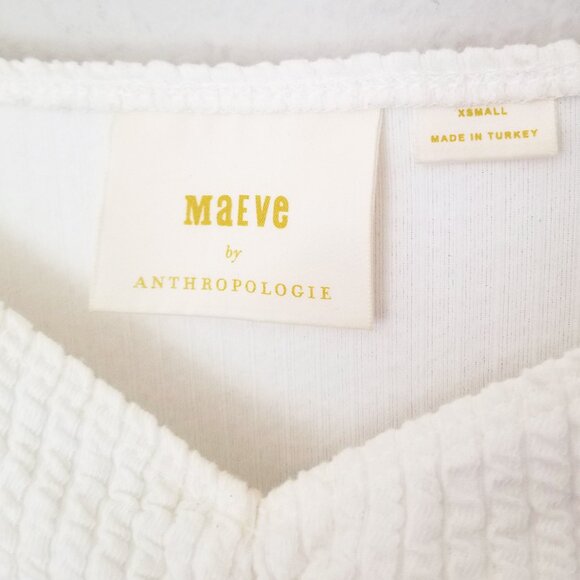 MaEve
by
ANTHROPOLOGIE
XSMALL
MADE IN TURKEY